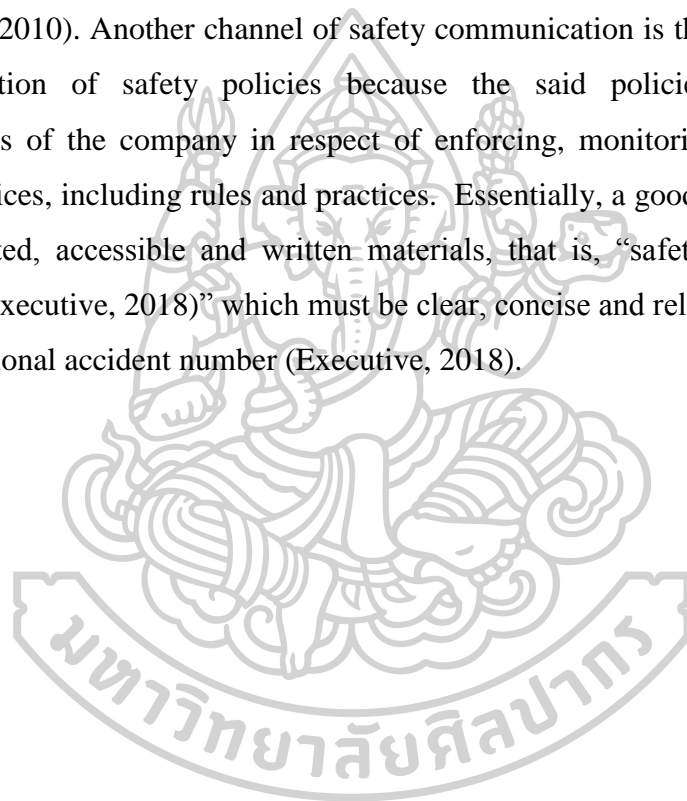 2010). Another channel of safety communication is th
tion of safety policies because the said policie
s of the company in respect of enforcing, monitori
ices, including rules and practices. Essentially, a good
ted, accessible and written materials, that is, “safet
xecutive, 2018)” which must be clear, concise and rel
ional accident number (Executive, 2018).
มหาวิทยาลัยศิลปากร